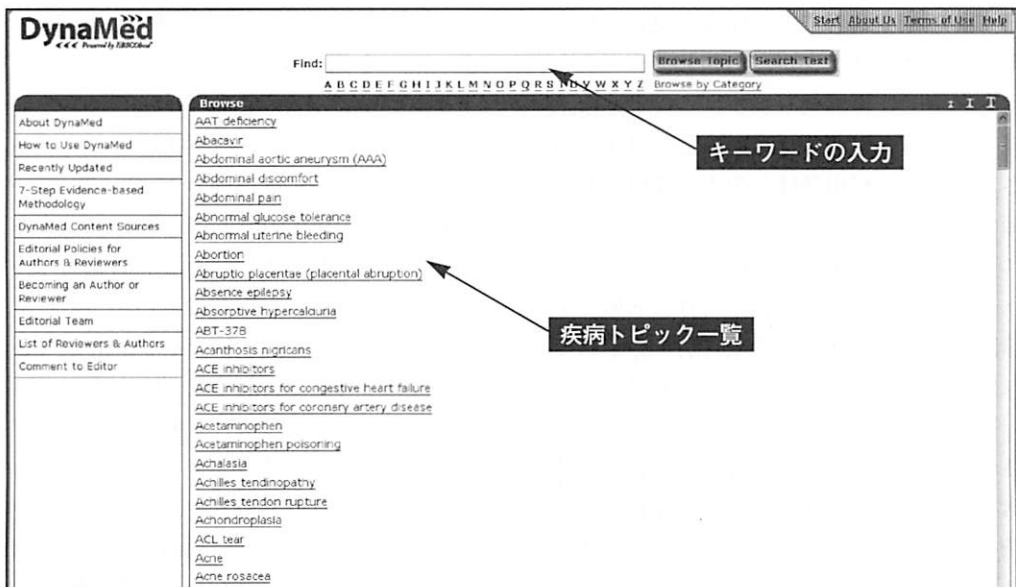 DynaMed
Powered by EBSCOhost
Start About Us Terms of Use Help
Find:
Browse Topic Search Text
A B C D E F G H I J K L M N O P Q R S T U V W X Y Z Browse by Category
Browse
I I I
キーワードの入力
疾病トピック一覧
About DynaMed
How to Use DynaMed
Recently Updated
7-Step Evidence-based
Methodology
DynaMed Content Sources
Editorial Policies for
Authors & Reviewers
Becoming an Author or
Reviewer
Editorial Team
List of Reviewers & Authors
Comment to Editor
AAT deficiency
Abacavir
Abdominal aortic aneurysm (AAA)
Abdominal discomfort
Abdominal pain
Abnormal glucose tolerance
Abnormal uterine bleeding
Abortion
Abruptio placentae (placental abruption)
Absence epilepsy
Absorptive hypercalciuria
ABT-378
Acanthosis nigricans
ACE inhibitors
ACE inhibitors for congestive heart failure
ACE inhibitors for coronary artery disease
Acetaminophen
Acetaminophen poisoning
Achalasia
Achilles tendinopathy
Achilles tendon rupture
Achondroplasia
ACL tear
Acne
Acne rosacea